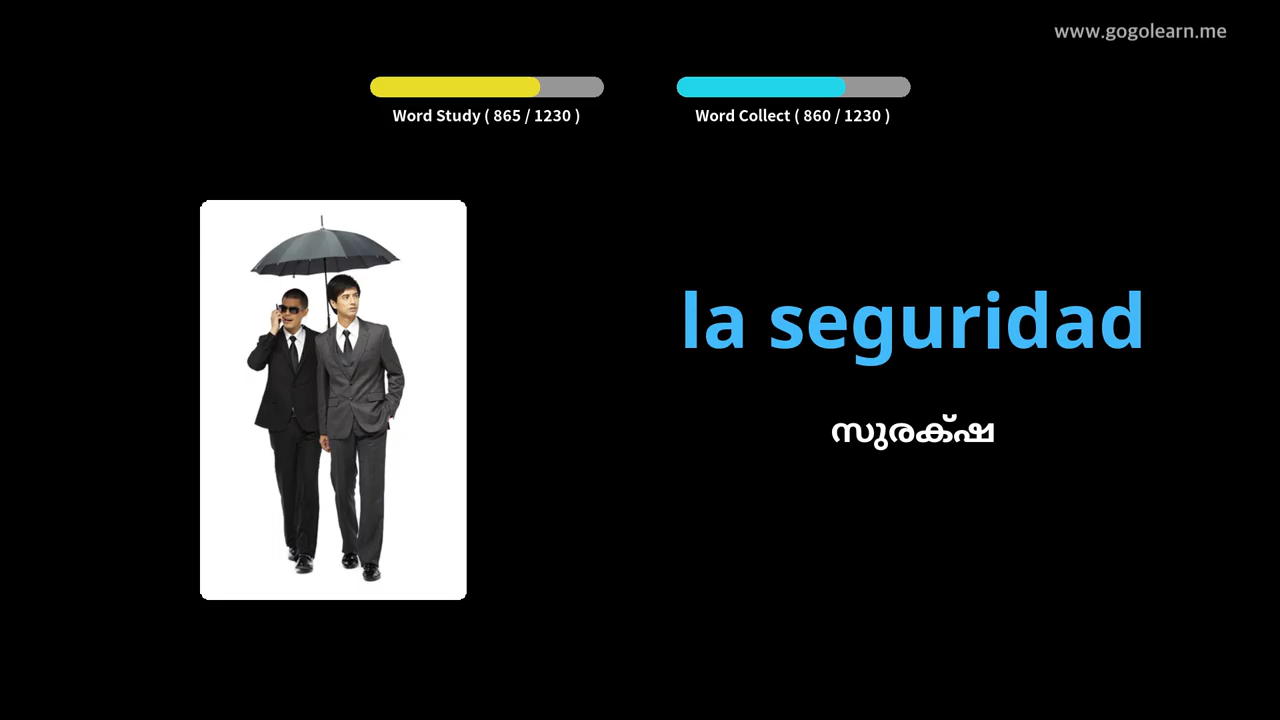 www.gogolearn.me
Word Study ( 865 / 1230 )
Word Collect ( 860 / 1230 )
la seguridad
സുരക്ഷ